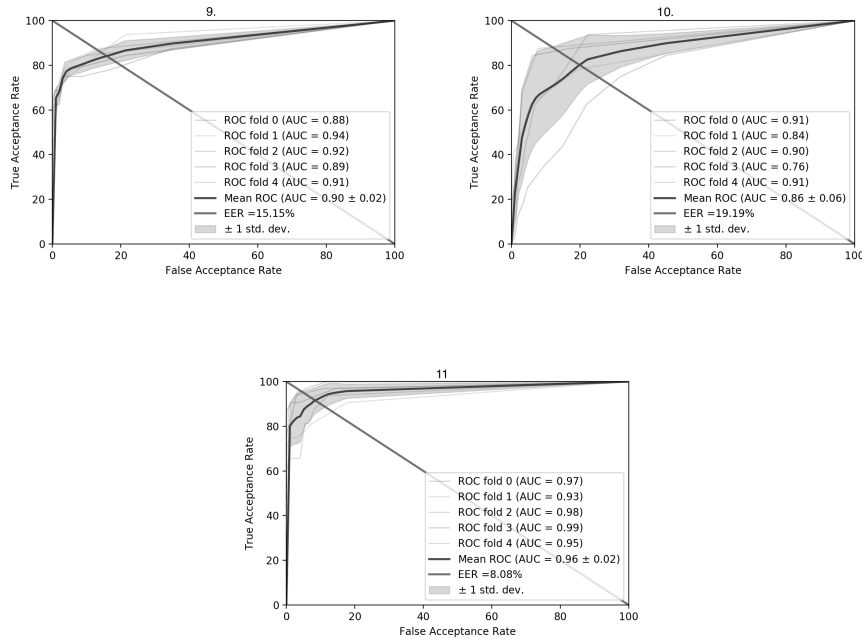 9.
100
80
60
40
20
0
True Acceptance Rate
ROC fold 0 (AUC = 0.88)
ROC fold 1 (AUC = 0.94)
ROC fold 2 (AUC = 0.92)
ROC fold 3 (AUC = 0.89)
ROC fold 4 (AUC = 0.91)
Mean ROC (AUC = 0.90 ± 0.02)
EER =15.15%
± 1 std. dev.
0 20 40 60 80 100
False Acceptance Rate
10.
100
80
60
40
20
0
True Acceptance Rate
ROC fold 0 (AUC = 0.91)
ROC fold 1 (AUC = 0.84)
ROC fold 2 (AUC = 0.90)
ROC fold 3 (AUC = 0.76)
ROC fold 4 (AUC = 0.91)
Mean ROC (AUC = 0.86 ± 0.06)
EER =19.19%
± 1 std. dev.
0 20 40 60 80 100
False Acceptance Rate
11
100
80
60
40
20
0
True Acceptance Rate
ROC fold 0 (AUC = 0.97)
ROC fold 1 (AUC = 0.93)
ROC fold 2 (AUC = 0.98)
ROC fold 3 (AUC = 0.99)
ROC fold 4 (AUC = 0.95)
Mean ROC (AUC = 0.96 ± 0.02)
EER =8.08%
± 1 std. dev.
0 20 40 60 80 100
False Acceptance Rate